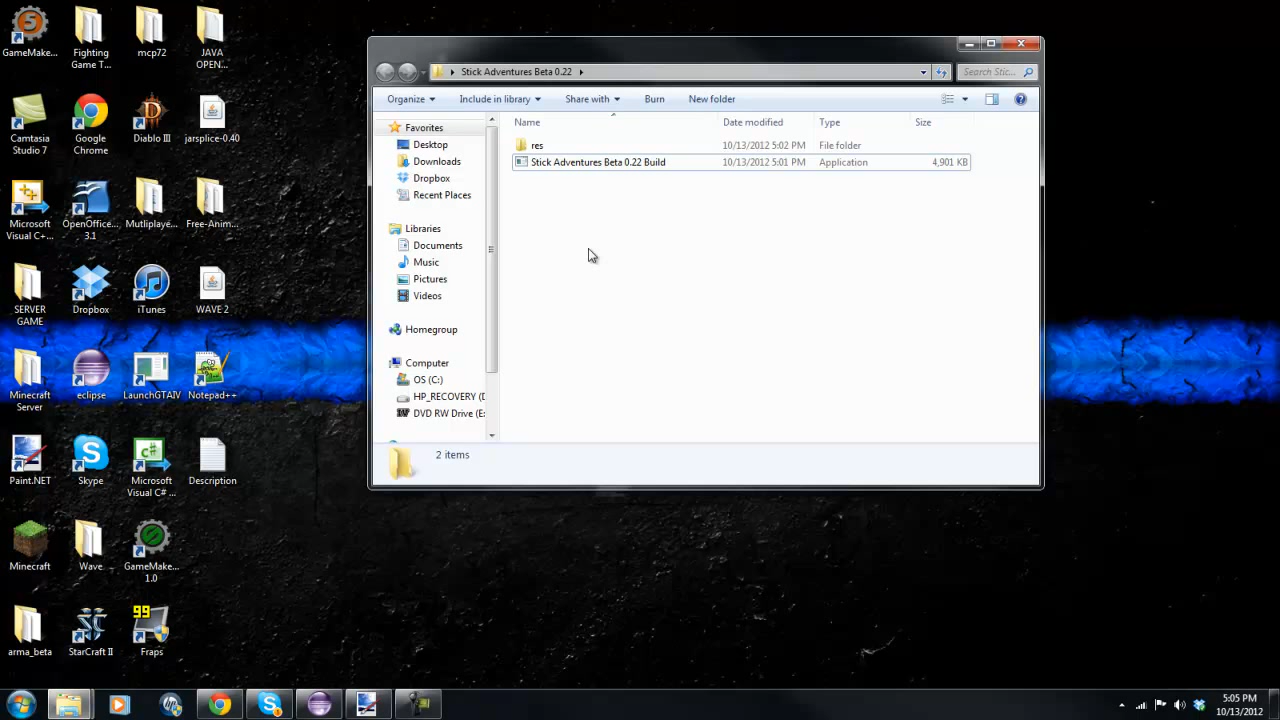 GameMake...
Fighting Game T...
mcp72
JAVA OPEN...
Camtasia Studio 7
Google Chrome
Diablo III
jarsplice-0.40
Microsoft Visual C+...
OpenOffice... 3.1
Mutliplaye...
Free-Anim...
SERVER GAME
Dropbox
iTunes
WAVE 2
Minecraft Server
eclipse
LaunchGTAIV
Notepad++
Paint.NET
Skype
Microsoft Visual C# ...
Description
Minecraft
Wave
GameMake... 1.0
arma_beta
StarCraft II
99
Fraps
Stick Adventures Beta 0.22
Search Stic...
Organize
Include in library
Share with
Burn
New folder
Name
Date modified
Type
Size
res
10/13/2012 5:02 PM
File folder
Stick Adventures Beta 0.22 Build
10/13/2012 5:01 PM
Application
4,901 KB
Favorites
Desktop
Downloads
Dropbox
Recent Places
Libraries
Documents
Music
Pictures
Videos
Homegroup
Computer
OS (C:)
HP_RECOVERY (D
DVD RW Drive (E:
2 items
5:05 PM
10/13/2012